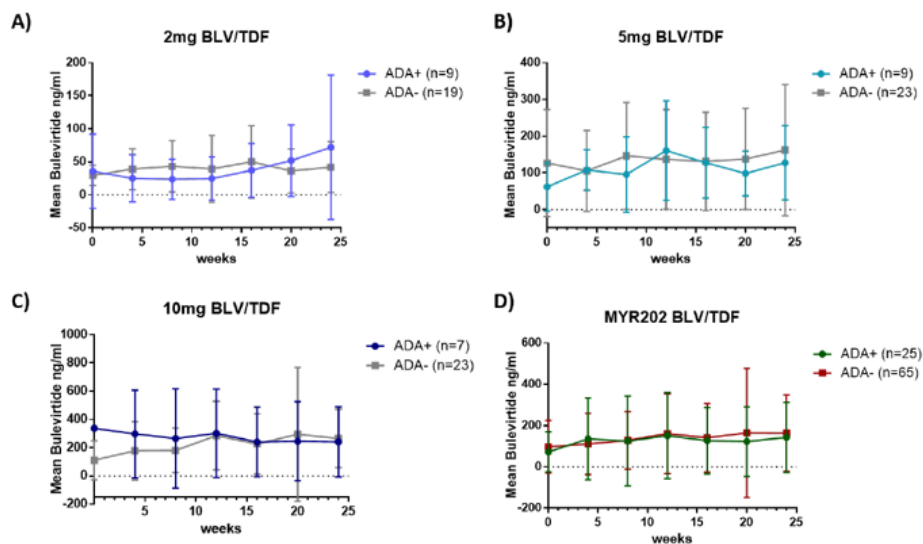 A)
2mg BLV/TDF
Mean Bulevirtide ng/ml
200
150
100
50
0
-50
0 5 10 15 20 25
weeks
ADA+ (n=9)
ADA- (n=19)
B)
5mg BLV/TDF
Mean Bulevirtide ng/ml
400
300
200
100
0
0 5 10 15 20 25
weeks
ADA+ (n=9)
ADA- (n=23)
C)
10mg BLV/TDF
Mean Bulevirtide ng/ml
1000
800
600
400
200
0
-200
5 10 15 20 25
weeks
ADA+ (n=7)
ADA- (n=23)
D)
MYR202 BLV/TDF
Mean Bulevirtide ng/ml
600
400
200
0
-200
0 5 10 15 20 25
weeks
ADA+ (n=25)
ADA- (n=65)